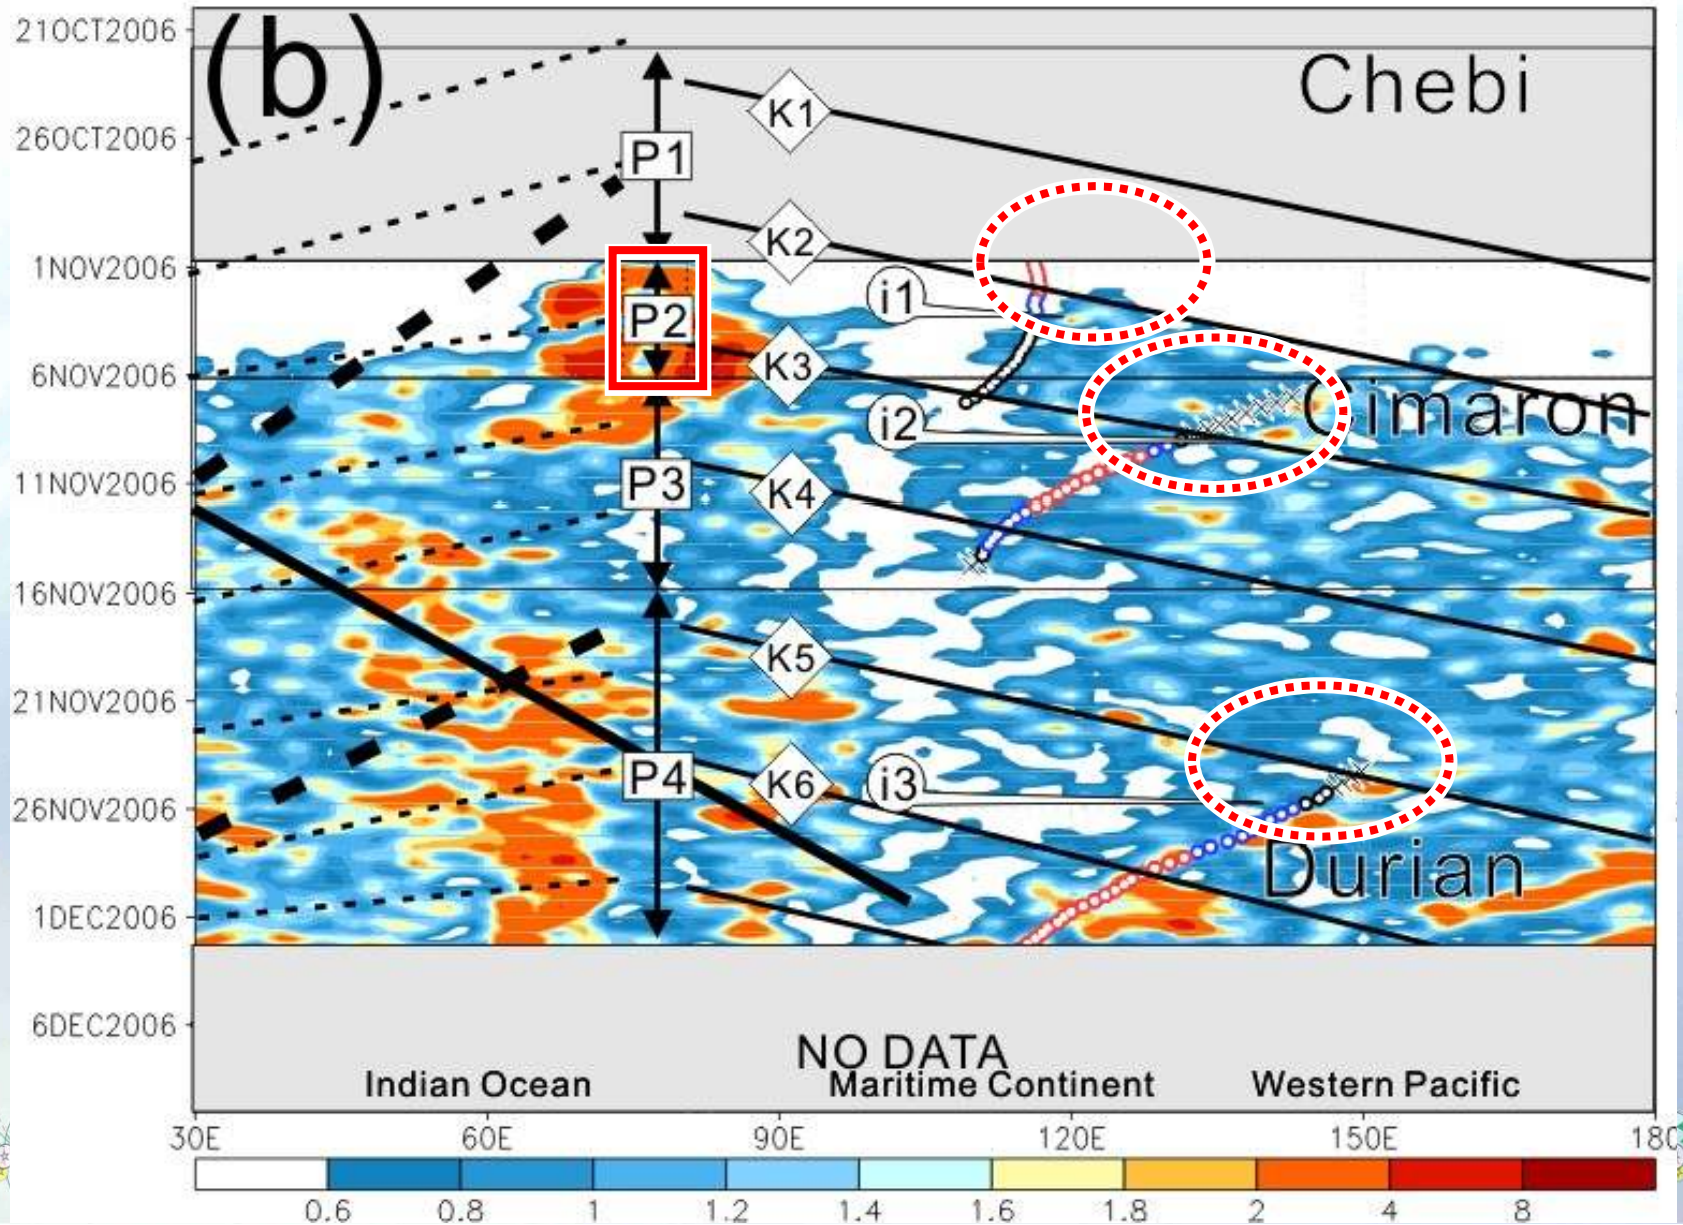 (b)
21OCT2006
Chebi
K1
26OCT2006
P1
K2
1NOV2006
i1
P2
K3
6NOV2006
Cimaron
i2
11NOV2006
P3
K4
16NOV2006
K5
21NOV2006
P4
K6
i3
26NOV2006
Durian
1DEC2006
6DEC2006
NO DATA
Indian Ocean Maritime Continent Western Pacific
30E 60E 90E 120E 150E 180
0.6 0.8 1 1.2 1.4 1.6 1.8 2 4 8